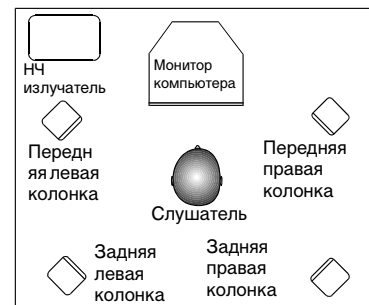 НЧ
излучатель
Монитор
компьютера
Передн
яя левая
колонка
Передняя
правая
колонка
Слушатель
Задняя
левая
колонка
Задняя
правая
колонка